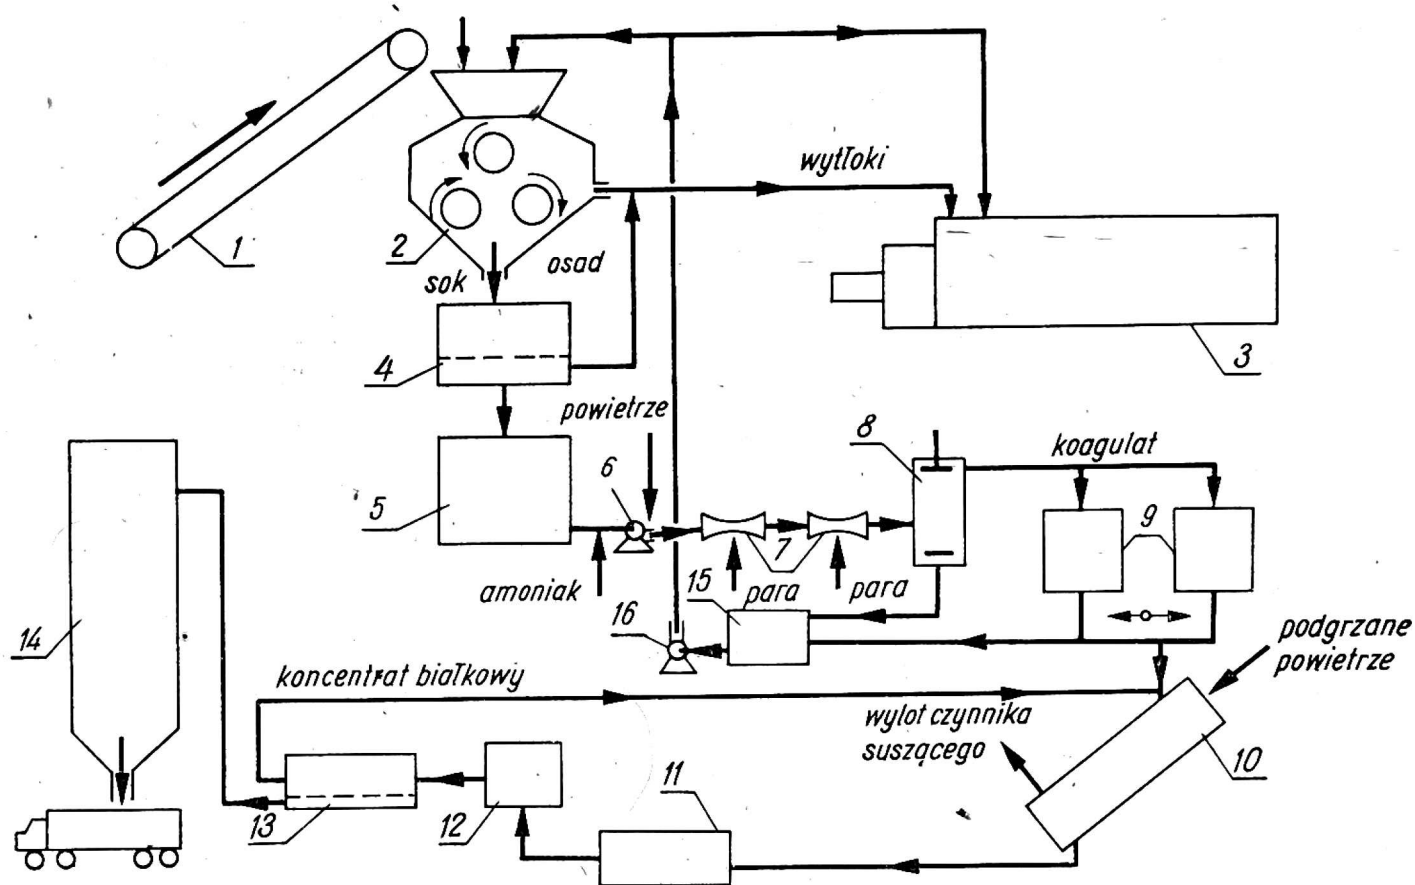 wytłoki
1
2
sok
osad
3
4
powietrze
8
koagulat
5
6
7
9
amoniak
15
para
para
16
14
podgrzane
powietrze
koncentrat białkowy
wylot czynnika
suszącego
10
11
13
12